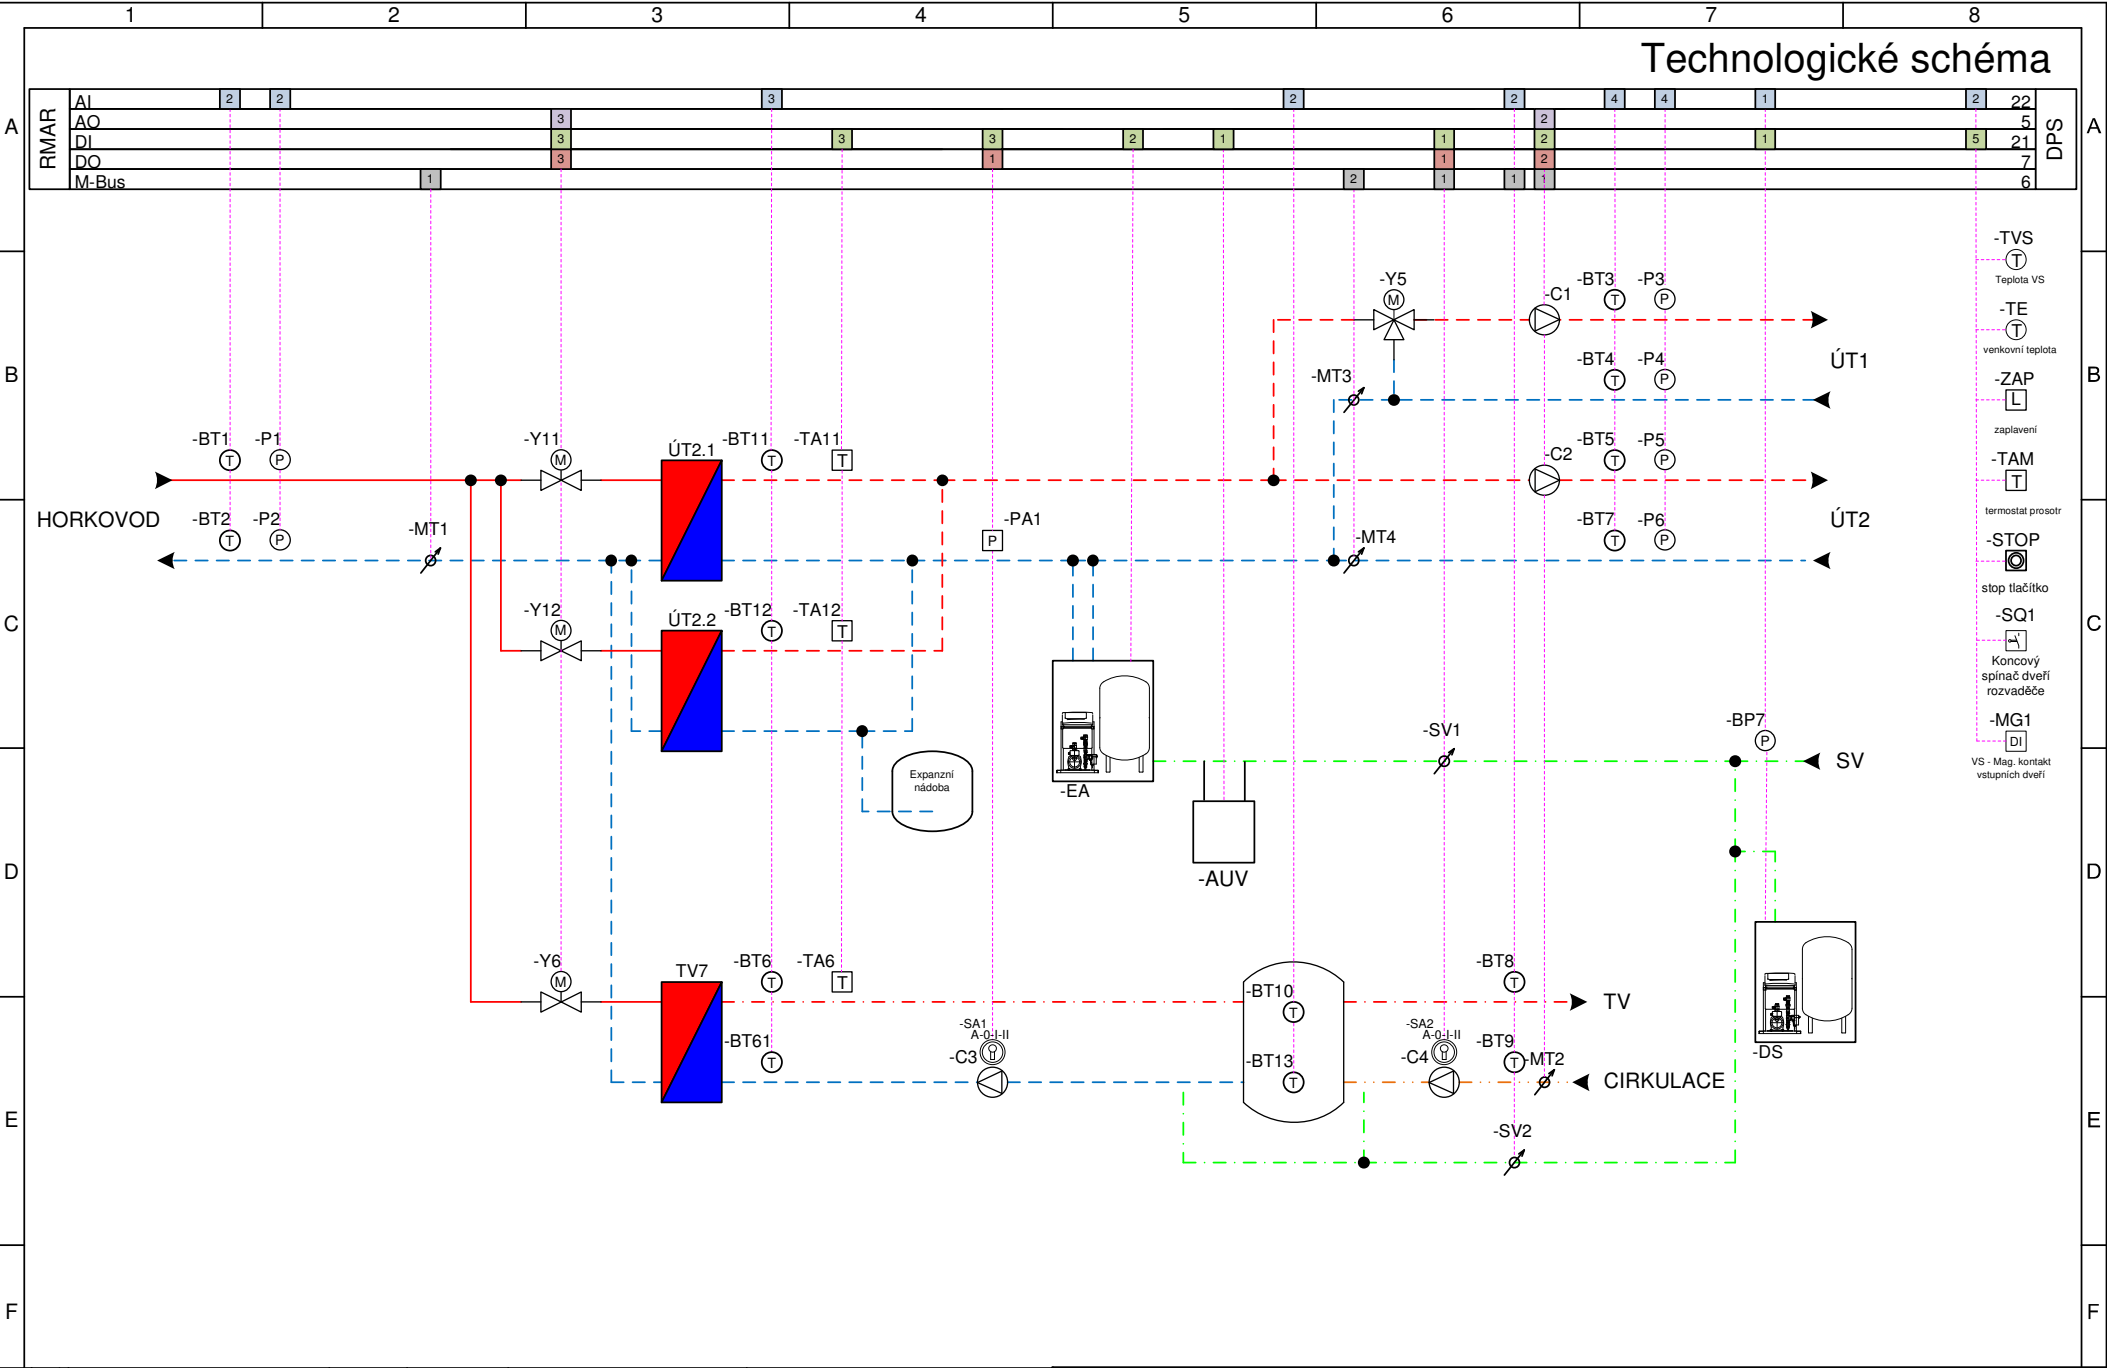 1 2 3 4 5 6 7 8
Technologické schéma
RMAR
AI 2 2 3 2 2 4 4 1 2 22
AO 3 2 5
DI 3 3 3 2 1 1 2 1 5 21
DO 3 1 1 2 7
M-Bus 1 2 1 1 1 6
DPS
A A
B B
C C
D D
E E
F F
-TVS
T
Teplota VS
-TE
T
venkovní teplota
-ZAP
L
zaplavení
-TAM
T
termostat prosotr
-STOP
stop tlačítko
-SQ1
Koncový
spínač dveří
rozvaděče
-MG1
DI
VS - Mag. kontakt
vstupních dveří
-Y5 -C1 -BT3 -P3
M T P
-MT3 -BT4 -P4 ÚT1
T P
-BT1 -P1 -Y11 ÚT2.1 -BT11 -TA11 -C2 -BT5 -P5
T P M T T T P
HORKOVOD -BT2 -P2 -MT1 -PA1 -MT4 -BT7 -P6 ÚT2
T P P T P
-Y12 ÚT2.2 -BT12 -TA12
M T T
Expanzní
nádoba
-EA
-AUV
-SV1
-BP7
P
SV
-Y6 TV7 -BT6 -TA6 -BT8
M T T T
-BT10 TV
T
-BT61 -SA1 -SA2 -BT9
A-0-I-II A-0-I-II
T -C3 -BT13 -C4 T -MT2
T CIRKULACE
-DS
-SV2